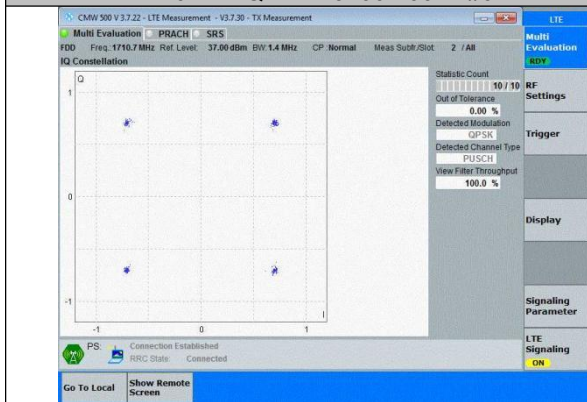 CMW 500 V 3.7.22 - LTE Measurement - V3.7.30 - TX Measurement
LTE
Multi Evaluation PRACH SRS
FDD Freq.: 1710.7 MHz Ref. Level: 37.00 dBm BW: 1.4 MHz CP: Normal Meas Subfr./Slot: 2 / All
IQ Constellation
Q
1
0
-1
-1 0 1
I
Statistic Count
10 / 10
Out of Tolerance
0.00 %
Detected Modulation
QPSK
Detected Channel Type
PUSCH
View Filter Throughput
100.0 %
Multi
Evaluation
RDY
RF
Settings
Trigger
Display
Signaling
Parameter
LTE
Signaling
ON
PS: Connection Established
RRC State: Connected
Go To Local
Show Remote
Screen